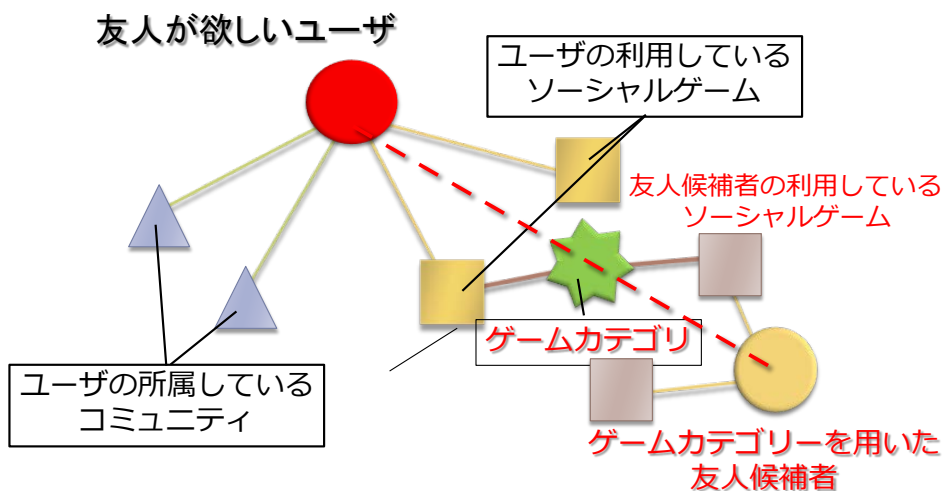 友人が欲しいユーザ
ユーザの利用している
ソーシャルゲーム
友人候補者の利用している
ソーシャルゲーム
ゲームカテゴリ
ユーザの所属している
コミュニティ
ゲームカテゴリーを用いた
友人候補者